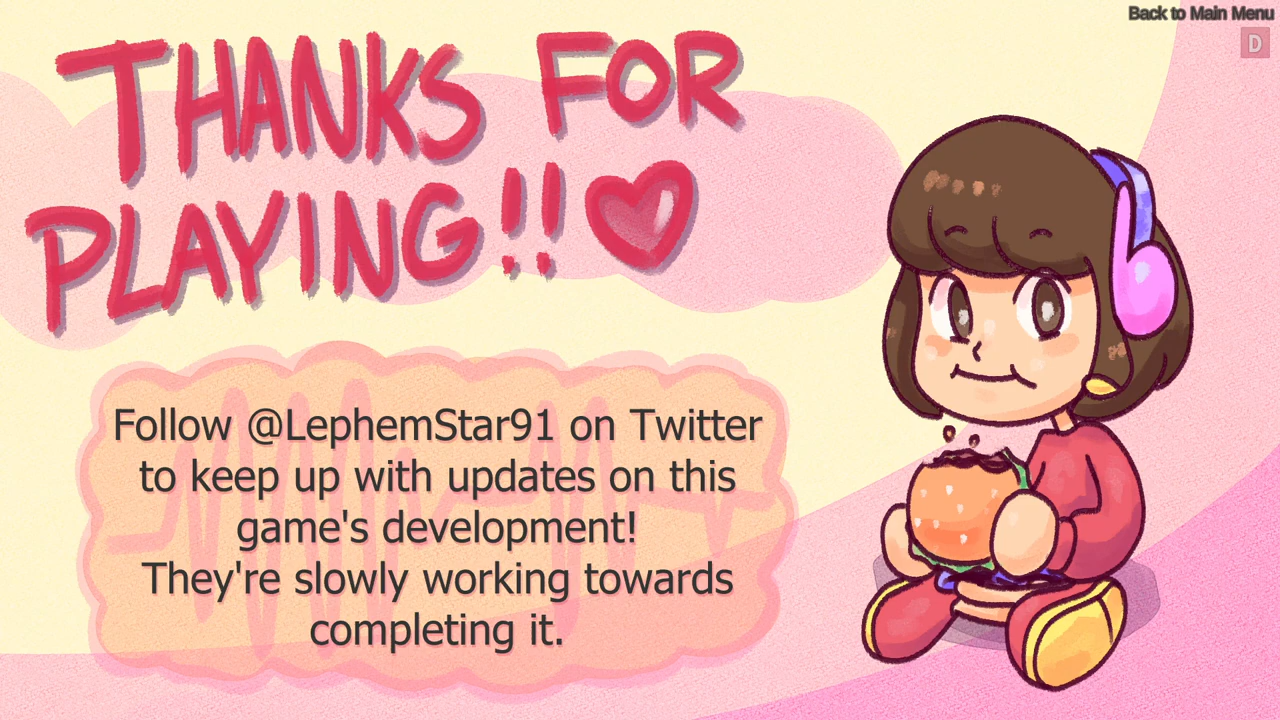 Back to Main Menu
D
THANKS FOR
PLAYING!!
Follow @LephemStar91 on Twitter
to keep up with updates on this
game's development!
They're slowly working towards
completing it.